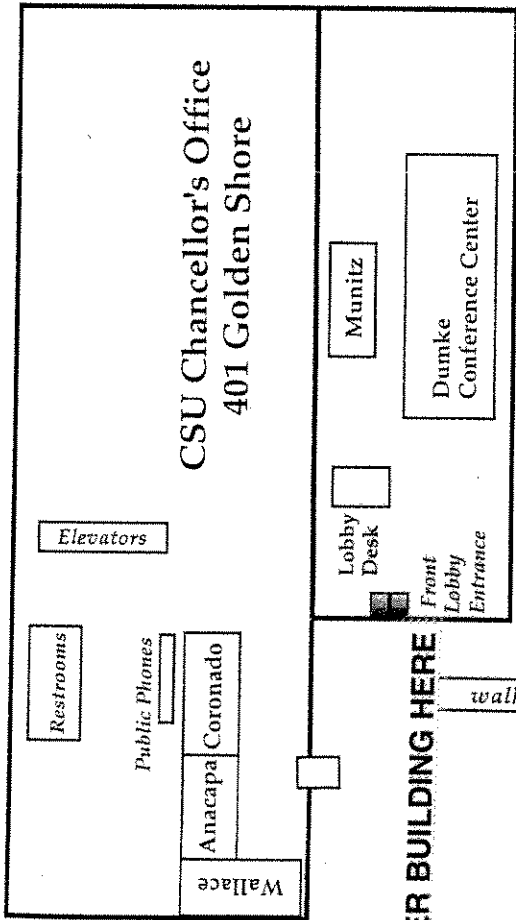 CSU Chancellor's Office
401 Golden Shore
Restrooms
Elevators
Public Phones
Wallace
Anacapa
Coronado
Lobby
Desk
Munitz
Dumke
Conference Center
Front
Lobby
Entrance
ER BUILDING HERE
wal